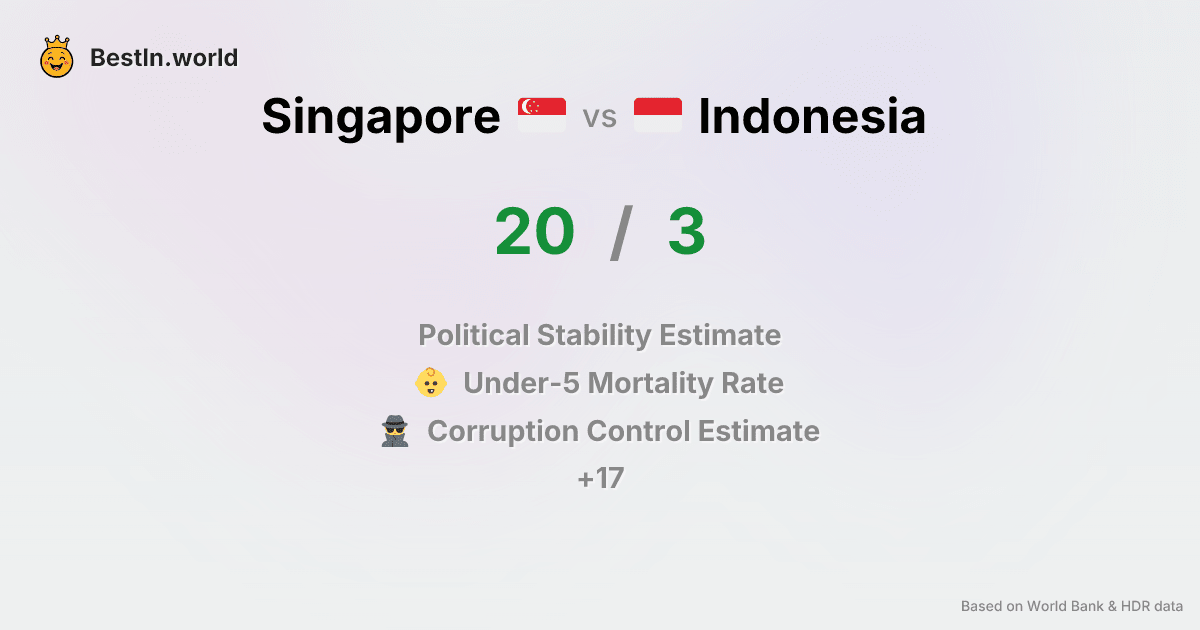 BestIn.world
Singapore vs Indonesia
20 / 3
Political Stability Estimate
Under-5 Mortality Rate
Corruption Control Estimate
+17
Based on World Bank & HDR data